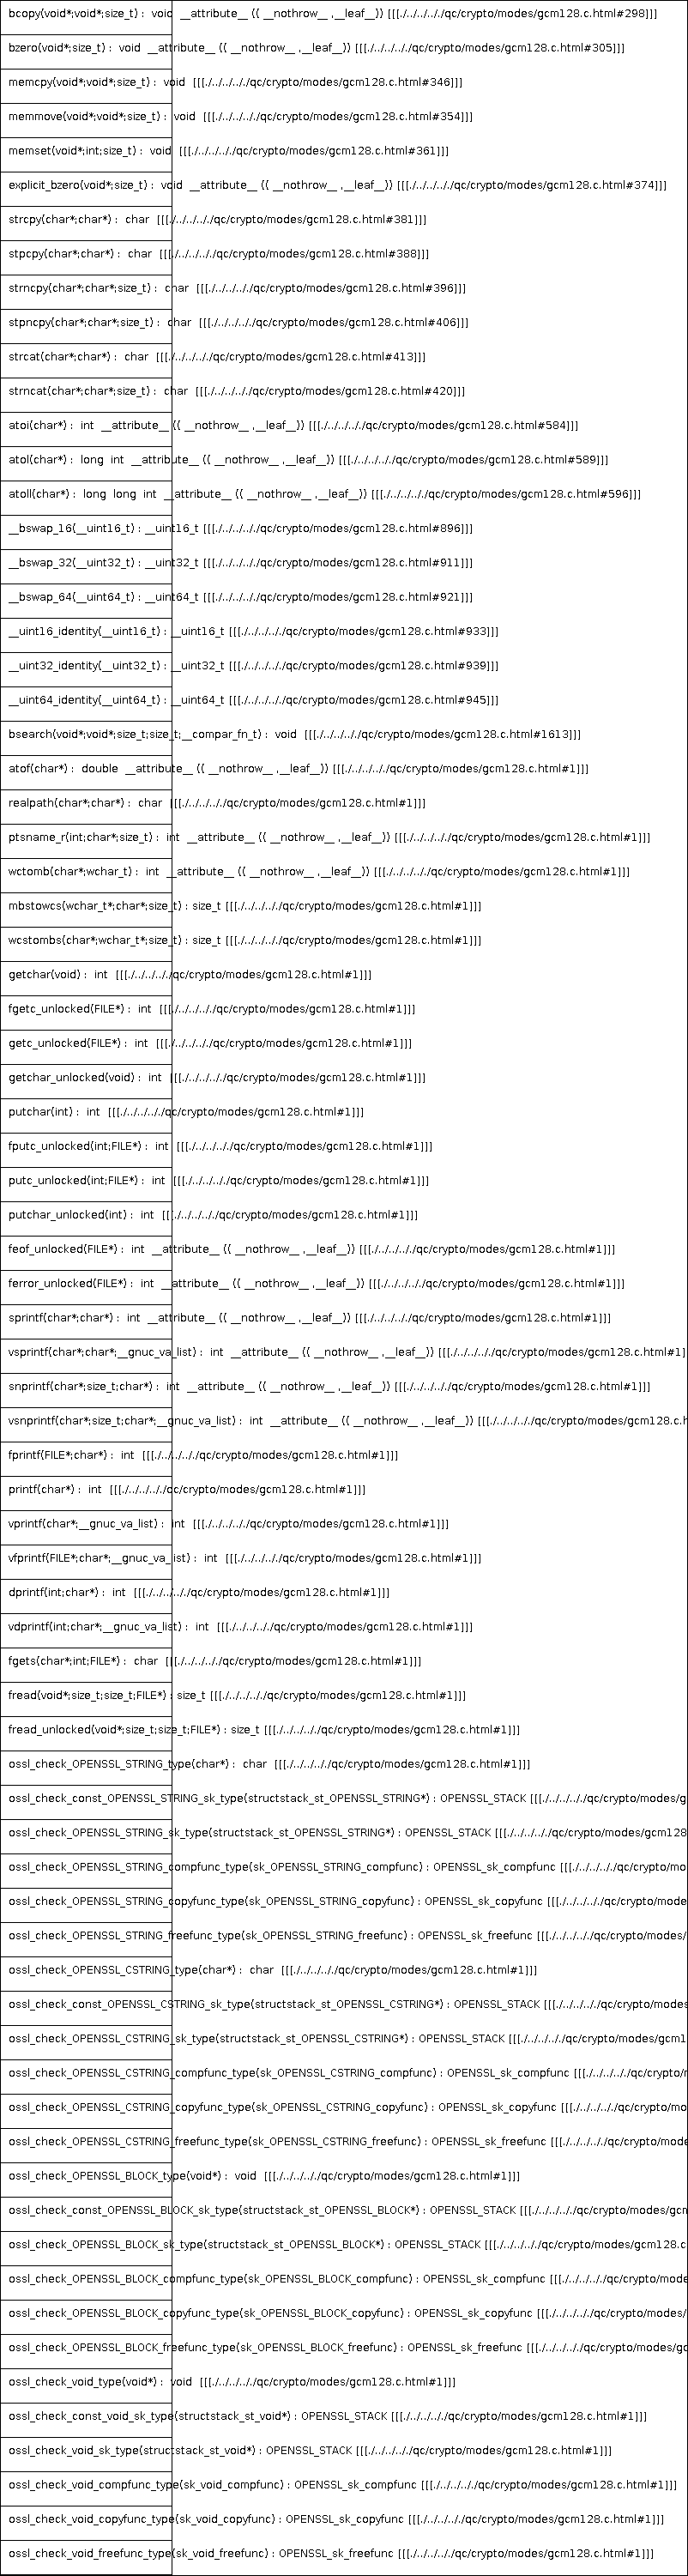 bcopy(void*;void*;size_t) :  void  __attribute__ (( __nothrow__ ,__leaf__)) [[[./../../../qc/crypto/modes/gcm128.c.html#298]]]
bzero(void*;size_t) :  void  __attribute__ (( __nothrow__ ,__leaf__)) [[[./../../../../qc/crypto/modes/gcm128.c.html#305]]]
memcpy(void*;void*;size_t) :  void  [[[./../../../../qc/crypto/modes/gcm128.c.html#346]]]
memmove(void*;void*;size_t) :  void  [[[./../../../../qc/crypto/modes/gcm128.c.html#354]]]
memset(void*;int;size_t) :  void  [[[./../../../../qc/crypto/modes/gcm128.c.html#361]]]
explicit_bzero(void*;size_t) :  void  __attribute__ (( __nothrow__ ,__leaf__)) [[[./../../../../qc/crypto/modes/gcm128.c.html#374]]]
strcpy(char*;char*) :  char  [[[./../../../../qc/crypto/modes/gcm128.c.html#381]]]
stpcpy(char*;char*) :  char  [[[./../../../../qc/crypto/modes/gcm128.c.html#388]]]
strncpy(char*;char*;size_t) :  char  [[[./../../../../qc/crypto/modes/gcm128.c.html#396]]]
stpncpy(char*;char*;size_t) :  char  [[[./../../../../qc/crypto/modes/gcm128.c.html#406]]]
strcat(char*;char*) :  char  [[[./../../../../qc/crypto/modes/gcm128.c.html#413]]]
strncat(char*;char*;size_t) :  char  [[[./../../../../qc/crypto/modes/gcm128.c.html#420]]]
atoi(char*) :  int  __attribute__ (( __nothrow__ ,__leaf__)) [[[./../../../../qc/crypto/modes/gcm128.c.html#584]]]
atol(char*) :  long  int  __attribute__ (( __nothrow__ ,__leaf__)) [[[./../../../../qc/crypto/modes/gcm128.c.html#589]]]
atoll(char*) :  long  long  int  __attribute__ (( __nothrow__ ,__leaf__)) [[[./../../../../qc/crypto/modes/gcm128.c.html#596]]]
__bswap_16(__uint16_t) : __uint16_t [[[./../../../../qc/crypto/modes/gcm128.c.html#896]]]
__bswap_32(__uint32_t) : __uint32_t [[[./../../../../qc/crypto/modes/gcm128.c.html#911]]]
__bswap_64(__uint64_t) : __uint64_t [[[./../../../../qc/crypto/modes/gcm128.c.html#921]]]
__uint16_identity(__uint16_t) : __uint16_t [[[./../../../../qc/crypto/modes/gcm128.c.html#933]]]
__uint32_identity(__uint32_t) : __uint32_t [[[./../../../../qc/crypto/modes/gcm128.c.html#939]]]
__uint64_identity(__uint64_t) : __uint64_t [[[./../../../../qc/crypto/modes/gcm128.c.html#945]]]
bsearch(void*;void*;size_t;size_t;__compar_fn_t) :  void  [[[./../../../../qc/crypto/modes/gcm128.c.html#1613]]]
atof(char*) :  double  __attribute__ (( __nothrow__ ,__leaf__)) [[[./../../../../qc/crypto/modes/gcm128.c.html#1]]]
realpath(char*;char*) :  char  [[[./../../../../qc/crypto/modes/gcm128.c.html#1]]]
ptsname_r(int;char*;size_t) :  int  __attribute__ (( __nothrow__ ,__leaf__)) [[[./../../../../qc/crypto/modes/gcm128.c.html#1]]]
wctomb(char*;wchar_t) :  int  __attribute__ (( __nothrow__ ,__leaf__)) [[[./../../../../qc/crypto/modes/gcm128.c.html#1]]]
mbstowcs(wchar_t*;char*;size_t) : size_t [[[./../../../../qc/crypto/modes/gcm128.c.html#1]]]
wcstombs(char*;wchar_t*;size_t) : size_t [[[./../../../../qc/crypto/modes/gcm128.c.html#1]]]
getchar(void) :  int  [[[./../../../../qc/crypto/modes/gcm128.c.html#1]]]
fgetc_unlocked(FILE*) :  int  [[[./../../../../qc/crypto/modes/gcm128.c.html#1]]]
getc_unlocked(FILE*) :  int  [[[./../../../../qc/crypto/modes/gcm128.c.html#1]]]
getchar_unlocked(void) :  int  [[[./../../../../qc/crypto/modes/gcm128.c.html#1]]]
putchar(int) :  int  [[[./../../../../qc/crypto/modes/gcm128.c.html#1]]]
fputc_unlocked(int;FILE*) :  int  [[[./../../../../qc/crypto/modes/gcm128.c.html#1]]]
putc_unlocked(int;FILE*) :  int  [[[./../../../../qc/crypto/modes/gcm128.c.html#1]]]
putchar_unlocked(int) :  int  [[[./../../../../qc/crypto/modes/gcm128.c.html#1]]]
feof_unlocked(FILE*) :  int  __attribute__ (( __nothrow__ ,__leaf__)) [[[./../../../../qc/crypto/modes/gcm128.c.html#1]]]
ferror_unlocked(FILE*) :  int  __attribute__ (( __nothrow__ ,__leaf__)) [[[./../../../../qc/crypto/modes/gcm128.c.html#1]]]
sprintf(char*;char*) :  int  __attribute__ (( __nothrow__ ,__leaf__)) [[[./../../../../qc/crypto/modes/gcm128.c.html#1]]]
vsprintf(char*;char*;__gnuc_va_list) :  int  __attribute__ (( __nothrow__ ,__leaf__)) [[[./../../../../qc/crypto/modes/gcm128.c.html#1]
snprintf(char*;size_t;char*) :  int  __attribute__ (( __nothrow__ ,__leaf__)) [[[./../../../../qc/crypto/modes/gcm128.c.html#1]]]
vsnprintf(char*;size_t;char*;__gnuc_va_list) :  int  __attribute__ (( __nothrow__ ,__leaf__)) [[[./../../../../qc/crypto/modes/gcm128.c.h
fprintf(FILE*;char*) :  int  [[[./../../../../qc/crypto/modes/gcm128.c.html#1]]]
printf(char*) :  int  [[[./../../../../qc/crypto/modes/gcm128.c.html#1]]]
vprintf(char*;__gnuc_va_list) :  int  [[[./../../../../qc/crypto/modes/gcm128.c.html#1]]]
vfprintf(FILE*;char*;__gnuc_va_list) :  int  [[[./../../../../qc/crypto/modes/gcm128.c.html#1]]]
dprintf(int;char*) :  int  [[[./../../../../qc/crypto/modes/gcm128.c.html#1]]]
vdprintf(int;char*;__gnuc_va_list) :  int  [[[./../../../../qc/crypto/modes/gcm128.c.html#1]]]
fgets(char*;int;FILE*) :  char  [[[./../../../../qc/crypto/modes/gcm128.c.html#1]]]
fread(void*;size_t;size_t;FILE*) : size_t [[[./../../../../qc/crypto/modes/gcm128.c.html#1]]]
fread_unlocked(void*;size_t;size_t;FILE*) : size_t [[[./../../../../qc/crypto/modes/gcm128.c.html#1]]]
ossl_check_OPENSSL_STRING_type(char*) :  char  [[[./../../../../qc/crypto/modes/gcm128.c.html#1]]]
ossl_check_const_OPENSSL_STRING_sk_type(structstack_st_OPENSSL_STRING*) : OPENSSL_STACK [[[./../../../../qc/crypto/modes/g
ossl_check_OPENSSL_STRING_sk_type(structstack_st_OPENSSL_STRING*) : OPENSSL_STACK [[[./../../../../qc/crypto/modes/gcm128
ossl_check_OPENSSL_STRING_compfunc_type(sk_OPENSSL_STRING_compfunc) : OPENSSL_sk_compfunc [[[./../../../../qc/crypto/mo
ossl_check_OPENSSL_STRING_copyfunc_type(sk_OPENSSL_STRING_copyfunc) : OPENSSL_sk_copyfunc [[[./../../../../qc/crypto/mode
ossl_check_OPENSSL_STRING_freefunc_type(sk_OPENSSL_STRING_freefunc) : OPENSSL_sk_freefunc [[[./../../../../qc/crypto/modes/
ossl_check_OPENSSL_CSTRING_type(char*) :  char  [[[./../../../../qc/crypto/modes/gcm128.c.html#1]]]
ossl_check_const_OPENSSL_CSTRING_sk_type(structstack_st_OPENSSL_CSTRING*) : OPENSSL_STACK [[[./../../../../qc/crypto/modes
ossl_check_OPENSSL_CSTRING_sk_type(structstack_st_OPENSSL_CSTRING*) : OPENSSL_STACK [[[./../../../../qc/crypto/modes/gcm1
ossl_check_OPENSSL_CSTRING_compfunc_type(sk_OPENSSL_CSTRING_compfunc) : OPENSSL_sk_compfunc [[[./../../../../qc/crypto/
ossl_check_OPENSSL_CSTRING_copyfunc_type(sk_OPENSSL_CSTRING_copyfunc) : OPENSSL_sk_copyfunc [[[./../../../../qc/crypto/mo
ossl_check_OPENSSL_CSTRING_freefunc_type(sk_OPENSSL_CSTRING_freefunc) : OPENSSL_sk_freefunc [[[./../../../../qc/crypto/mode
ossl_check_OPENSSL_BLOCK_type(void*) :  void  [[[./../../../../qc/crypto/modes/gcm128.c.html#1]]]
ossl_check_const_OPENSSL_BLOCK_sk_type(structstack_st_OPENSSL_BLOCK*) : OPENSSL_STACK [[[./../../../../qc/crypto/modes/gcm
ossl_check_OPENSSL_BLOCK_sk_type(structstack_st_OPENSSL_BLOCK*) : OPENSSL_STACK [[[./../../../../qc/crypto/modes/gcm128.c
ossl_check_OPENSSL_BLOCK_compfunc_type(sk_OPENSSL_BLOCK_compfunc) : OPENSSL_sk_compfunc [[[./../../../../qc/crypto/mode
ossl_check_OPENSSL_BLOCK_copyfunc_type(sk_OPENSSL_BLOCK_copyfunc) : OPENSSL_sk_copyfunc [[[./../../../../qc/crypto/modes/
ossl_check_OPENSSL_BLOCK_freefunc_type(sk_OPENSSL_BLOCK_freefunc) : OPENSSL_sk_freefunc [[[./../../../../qc/crypto/modes/gc
ossl_check_void_type(void*) :  void  [[[./../../../../qc/crypto/modes/gcm128.c.html#1]]]
ossl_check_const_void_sk_type(structstack_st_void*) : OPENSSL_STACK [[[./../../../../qc/crypto/modes/gcm128.c.html#1]]]
ossl_check_void_sk_type(structstack_st_void*) : OPENSSL_STACK [[[./../../../../qc/crypto/modes/gcm128.c.html#1]]]
ossl_check_void_compfunc_type(sk_void_compfunc) : OPENSSL_sk_compfunc [[[./../../../../qc/crypto/modes/gcm128.c.html#1]]]
ossl_check_void_copyfunc_type(sk_void_copyfunc) : OPENSSL_sk_copyfunc [[[./../../../../qc/crypto/modes/gcm128.c.html#1]]]
ossl_check_void_freefunc_type(sk_void_freefunc) : OPENSSL_sk_freefunc [[[./../../../../qc/crypto/modes/gcm128.c.html#1]]]